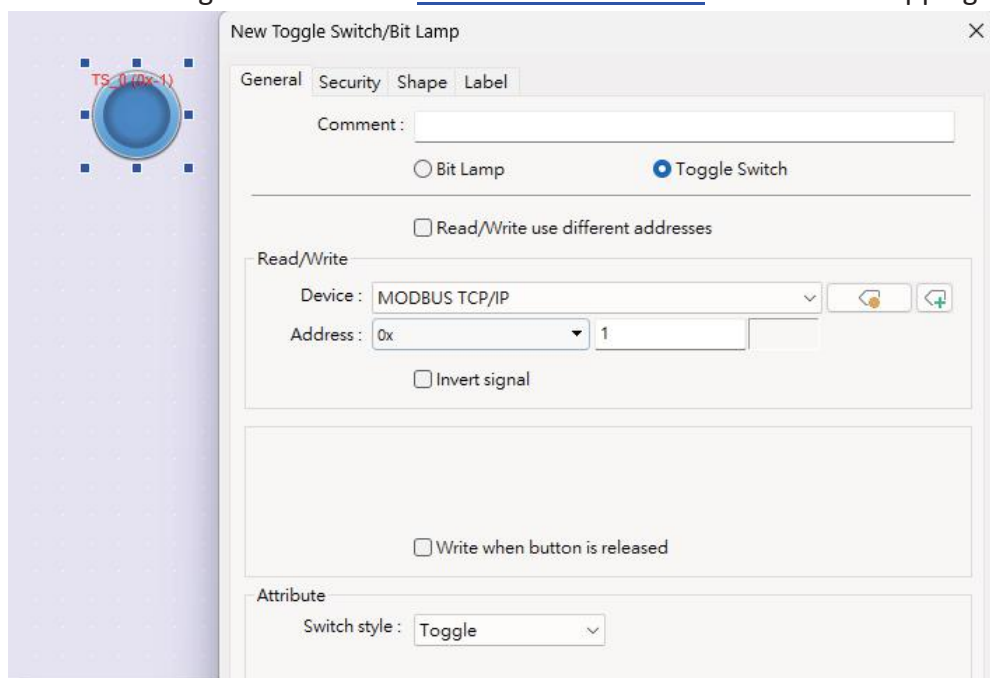 New Toggle Switch/Bit Lamp
TS_0 (0x-1)
General Security Shape Label
Comment :
Bit Lamp Toggle Switch
Read/Write use different addresses
Read/Write
Device : MODBUS TCP/IP
Address : 0x 1
Invert signal
Write when button is released
Attribute
Switch style : Toggle